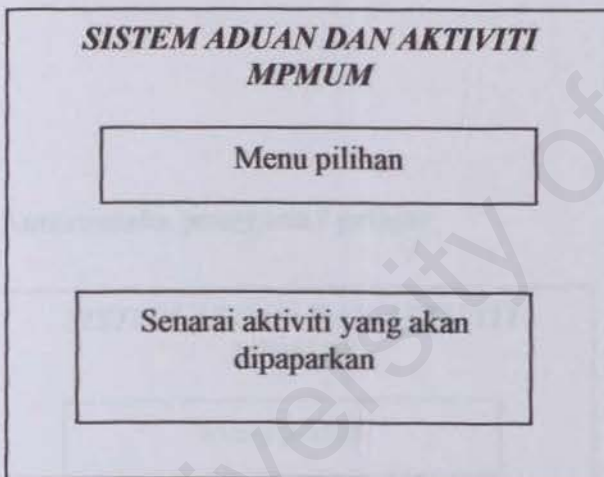 SISTEM ADUAN DAN AKTIVITI
MPMUM
Menu pilihan
Senarai aktiviti yang akan
dipaparkan